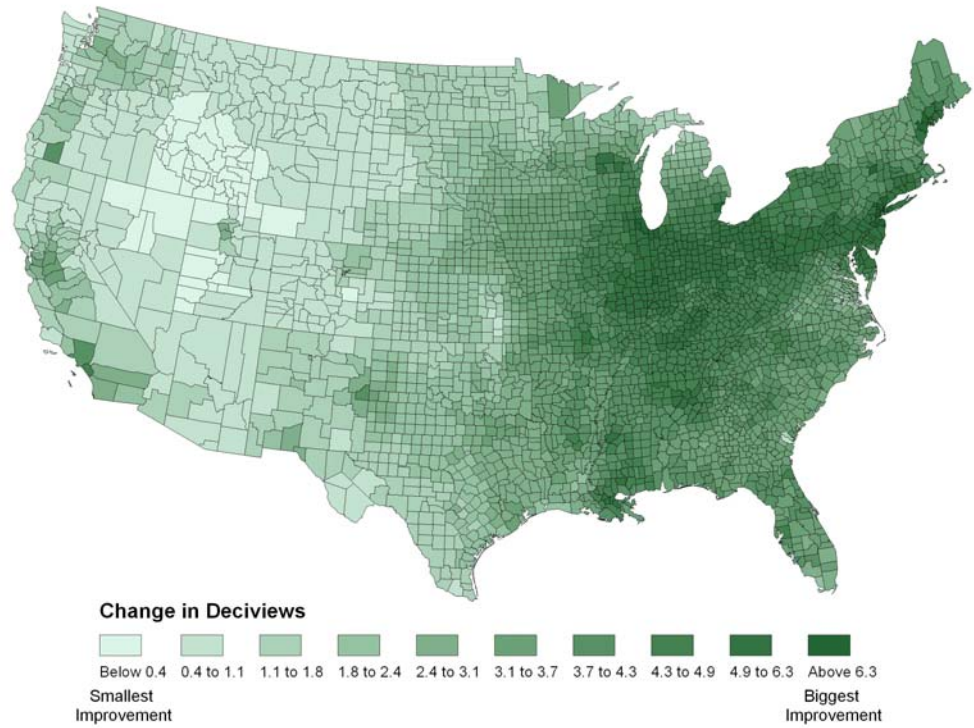 Change in Deciviews
Below 0.4 0.4 to 1.1 1.1 to 1.8 1.8 to 2.4 2.4 to 3.1 3.1 to 3.7 3.7 to 4.3 4.3 to 4.9 4.9 to 6.3 Above 6.3
Smallest Biggest
Improvement Improvement